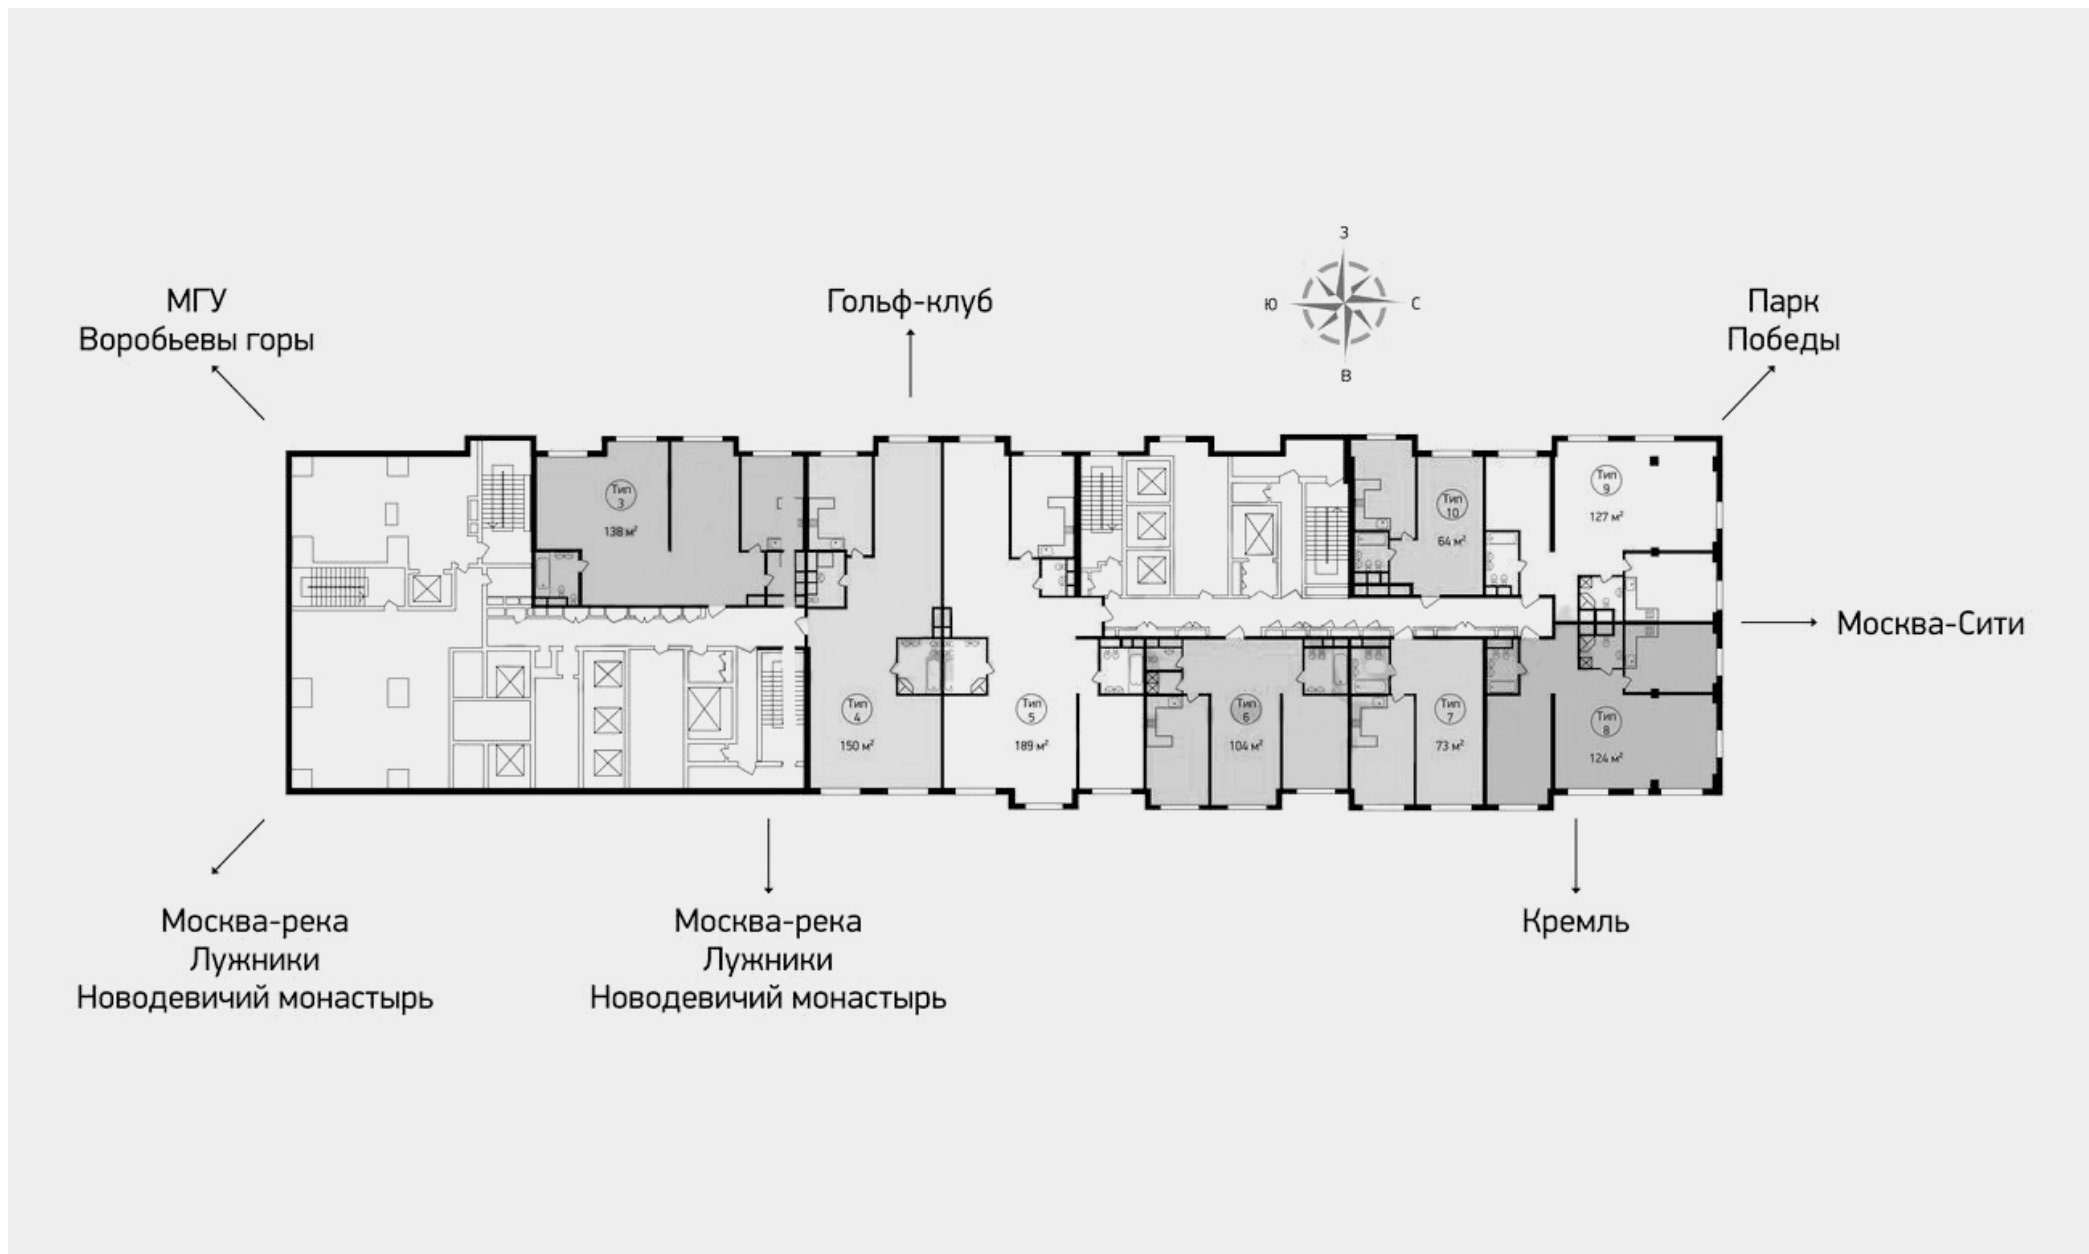 З
Ю
С
В
МГУ
Воробьевы горы
Гольф-клуб
Парк
Победы
Тип
3
138 м²
Тип
10
64 м²
Тип
9
127 м²
Москва-Сити
Тип
4
150 м²
Тип
5
189 м²
Тип
6
104 м²
Тип
7
73 м²
Тип
8
124 м²
Москва-река
Лужники
Новодевичий монастырь
Москва-река
Лужники
Новодевичий монастырь
Кремль